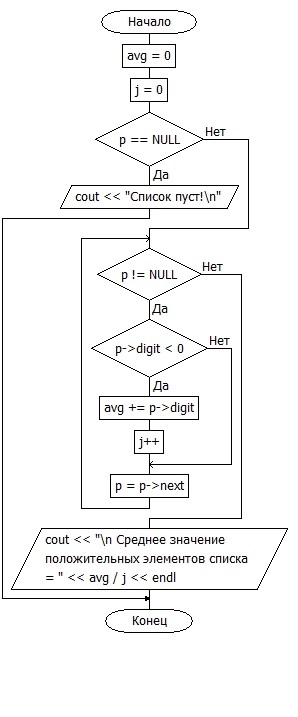 Начало
avg = 0
j = 0
p == NULL
Нет
Да
cout << "Список пуст!\n"
p != NULL
Нет
Да
p->digit < 0
Нет
Да
avg += p->digit
j++
p = p->next
cout << "\n Среднее значение
положительных элементов списка
= " << avg / j << endl
Конец